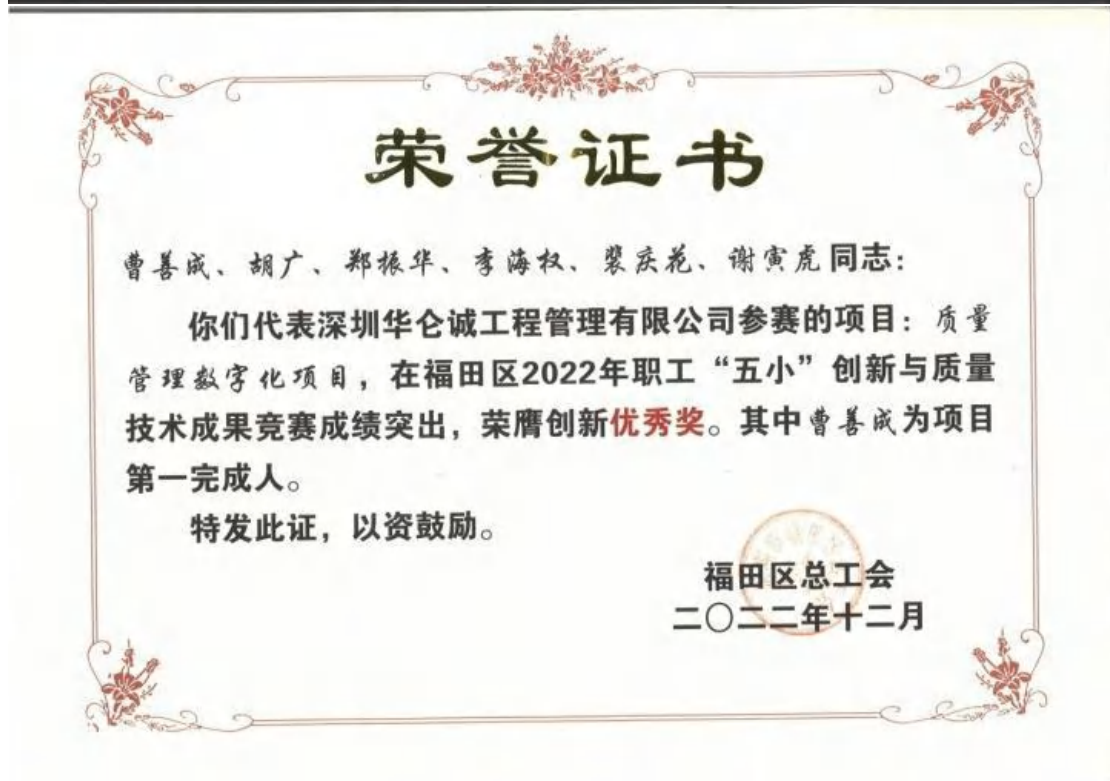 荣誉证书
曹善成、胡广、郑振华、李海权、裴庆花、谢寅虎同志：
你们代表深圳华仑诚工程管理有限公司参赛的项目：质量
管理数字化项目，在福田区2022年职工“五小”创新与质量
技术成果竞赛成绩突出，荣膺创新优秀奖。其中曹善成为项目
第一完成人。
特发此证，以资鼓励。
福田区总工会
二〇二二年十二月